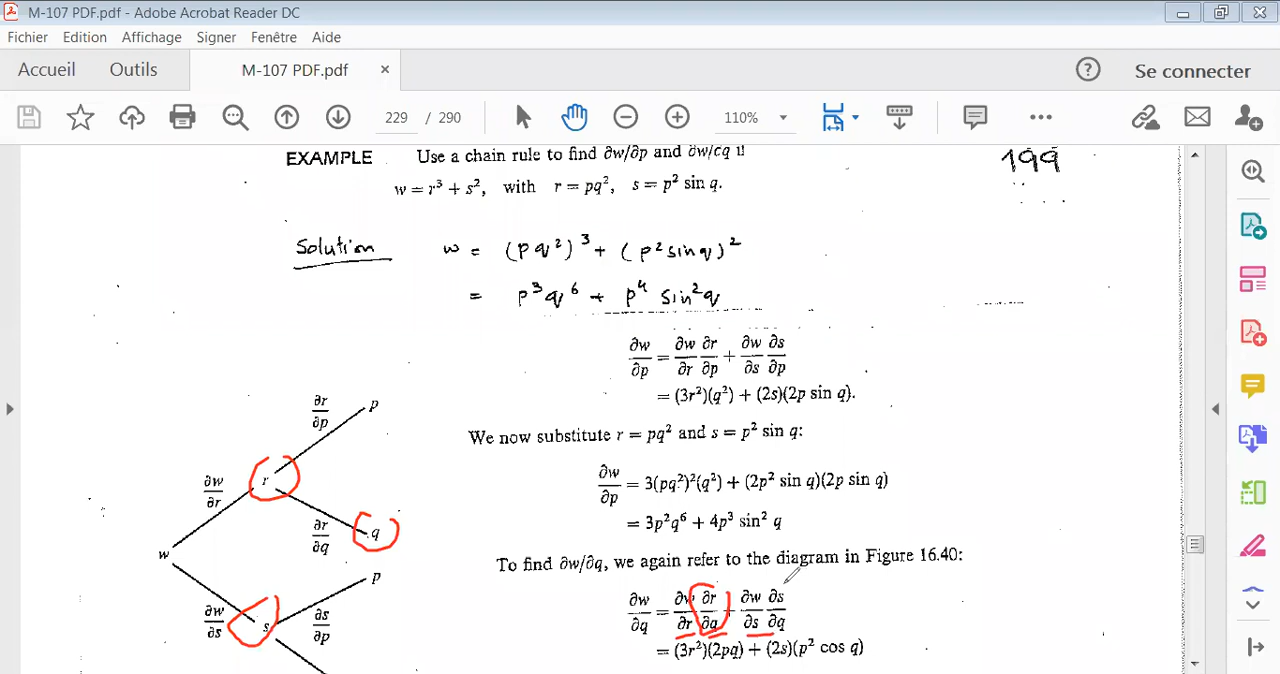 M-107 PDF.pdf - Adobe Acrobat Reader DC
Fichier Edition Affichage Signer Fenêtre Aide
Accueil Outils M-107 PDF.pdf × ? Se connecter
229 / 290 110%
EXAMPLE Use a chain rule to find ∂w/∂p and ∂w/∂q if
199
w = r³ + s², with r = pq², s = p² sin q.
Solution w = (pq²)³ + (p² sin q)²
= p³q⁶ + p⁴ sin²q
∂w/∂p = ∂w/∂r ∂r/∂p + ∂w/∂s ∂s/∂p
= (3r²)(q²) + (2s)(2p sin q).
We now substitute r = pq² and s = p² sin q:
∂w/∂p = 3(pq²)²(q²) + (2p² sin q)(2p sin q)
= 3p²q⁶ + 4p³ sin² q
To find ∂w/∂q, we again refer to the diagram in Figure 16.40:
∂w/∂q = ∂w/∂r ∂r/∂q + ∂w/∂s ∂s/∂q
= (3r²)(2pq) + (2s)(p² cos q)
∂r/∂p p
∂w/∂r r
∂r/∂q q
w
p
∂w/∂s s ∂s/∂p